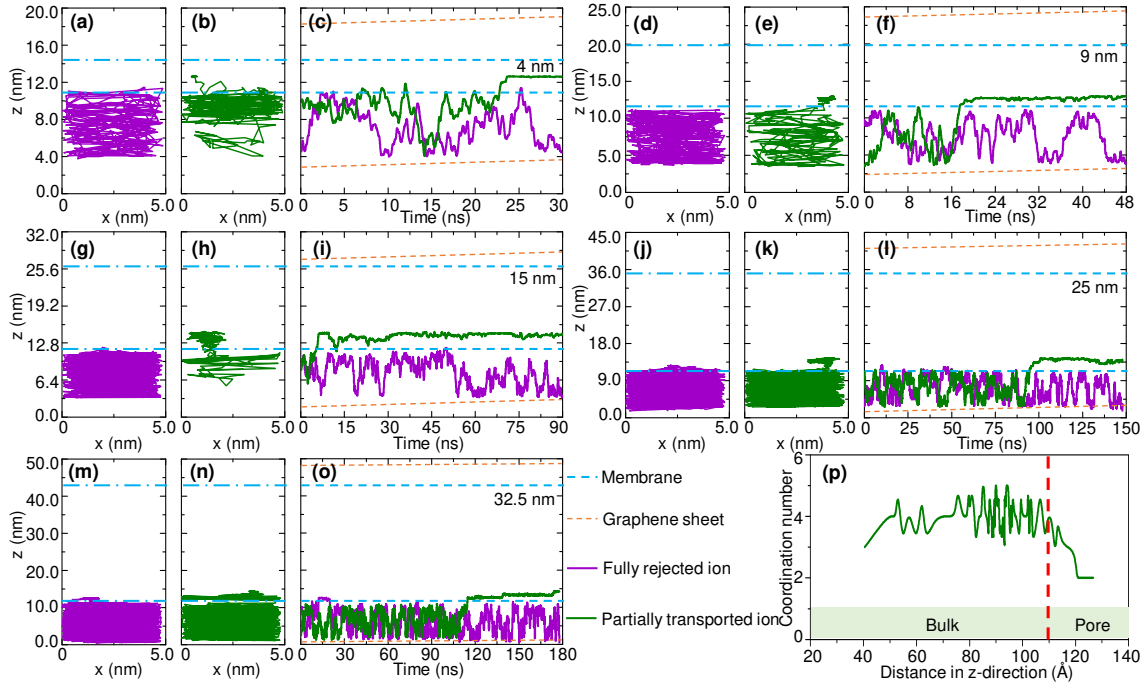 (a) (b) (c) 4 nm
20.0
16.0
12.0
8.0
4.0
0.0
z (nm)
0 5.0 0 5.0 0 5 10 15 20 25 30
x (nm) x (nm) Time (ns)
(d) (e) (f) 9 nm
25.0
20.0
15.0
10.0
5.0
0.0
z (nm)
0 5.0 0 5.0 0 12 24 36 48
x (nm) x (nm) Time (ns)
(g) (h) (i) 15 nm
32.0
25.6
19.2
12.8
6.4
0.0
z (nm)
0 5.0 0 5.0 0 15 30 45 60 75 90
x (nm) x (nm) Time (ns)
(j) (k) (l) 25 nm
45.0
36.0
27.0
18.0
9.0
0.0
z (nm)
0 5.0 0 5.0 0 25 50 75 100 125 150
x (nm) x (nm) Time (ns)
(m) (n) (o) 32.5 nm
50.0
40.0
30.0
20.0
10.0
0.0
z (nm)
0 5.0 0 5.0 0 30 60 90 120 150 180
x (nm) x (nm) Time (ns)
Membrane
Graphene sheet
Fully rejected ion
Partially transported ion
(p)
6
4
2
0
Coordination number
Bulk Pore
20 40 60 80 100 120 140
Distance in z-direction (Å)